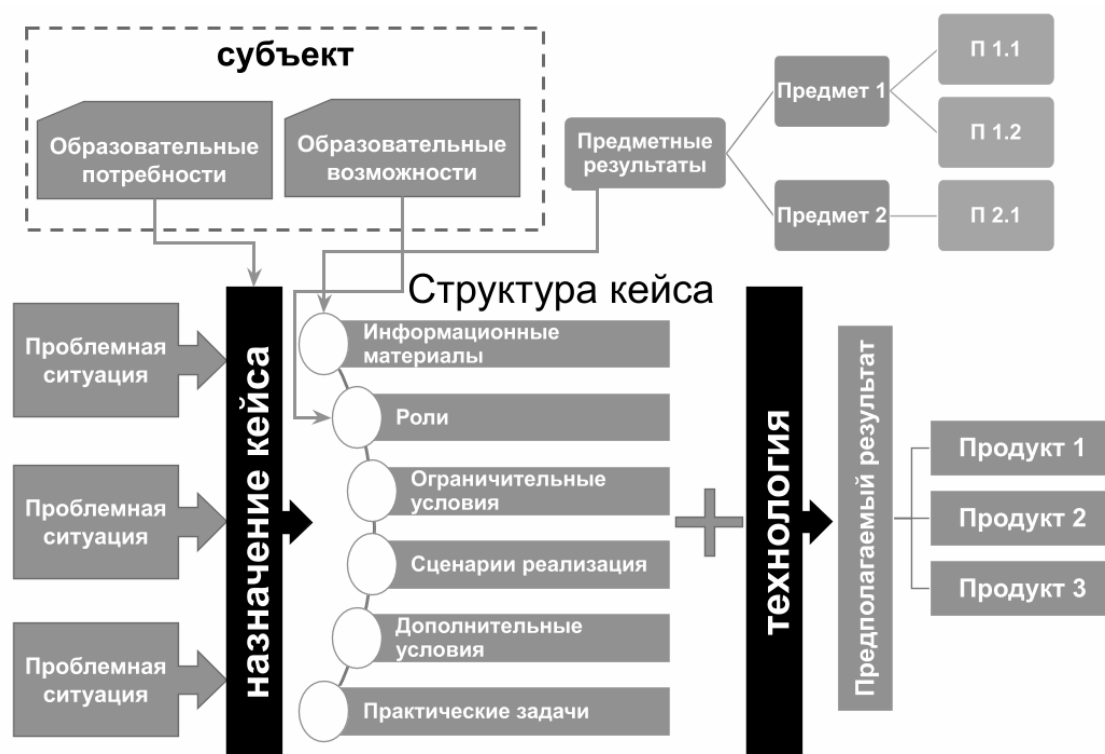 субъект
Образовательные
потребности
Образовательные
возможности
Предметные
результаты
Предмет 1
П 1.1
П 1.2
Предмет 2
П 2.1
Проблемная
ситуация
Проблемная
ситуация
Проблемная
ситуация
назначение кейса
Структура кейса
Информационные
материалы
Роли
Ограничительные
условия
Сценарии реализация
Дополнительные
условия
Практические задачи
технология
Предполагаемый результат
Продукт 1
Продукт 2
Продукт 3